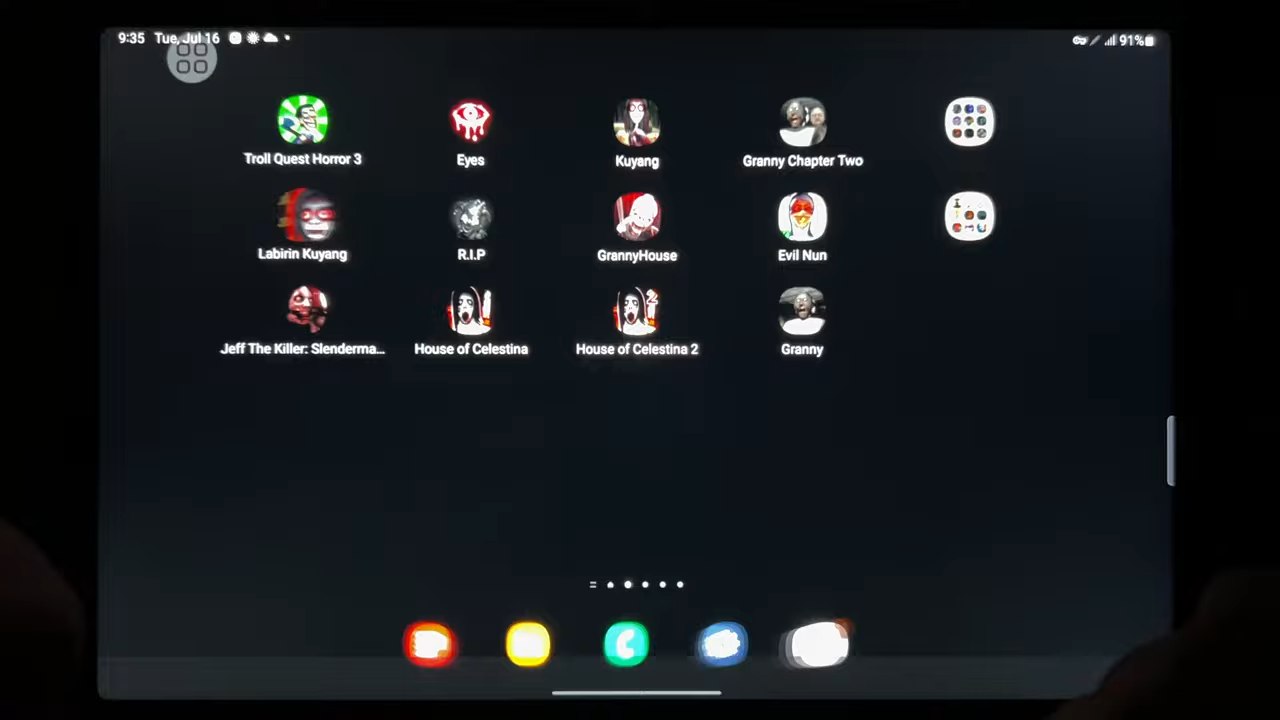 9:35 Tue, Jul 16
91%
Troll Quest Horror 3
Eyes
Kuyang
Granny Chapter Two
Labirin Kuyang
R.I.P
GrannyHouse
Evil Nun
Jeff The Killer: Slenderma...
House of Celestina
House of Celestina 2
Granny
2